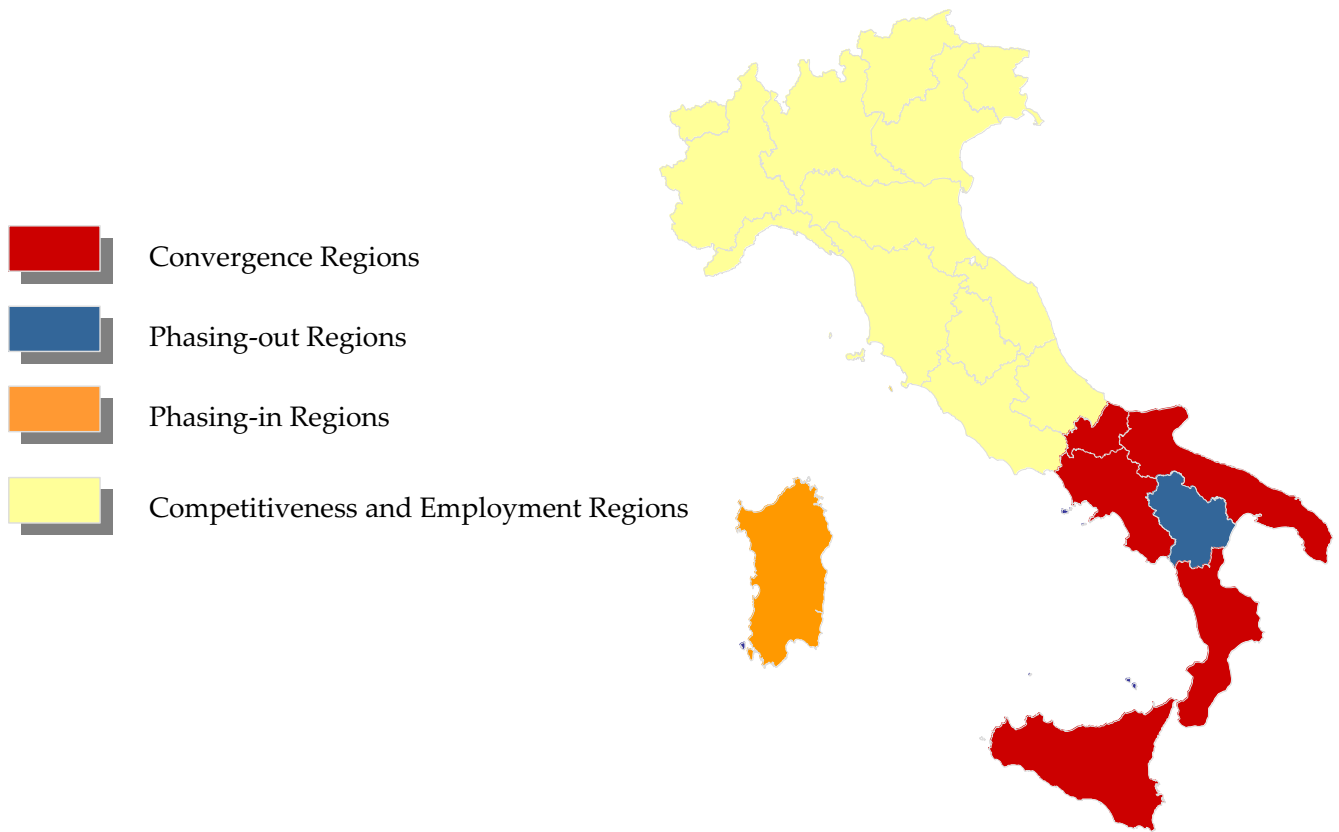 Convergence Regions
Phasing-out Regions
Phasing-in Regions
Competitiveness and Employment Regions